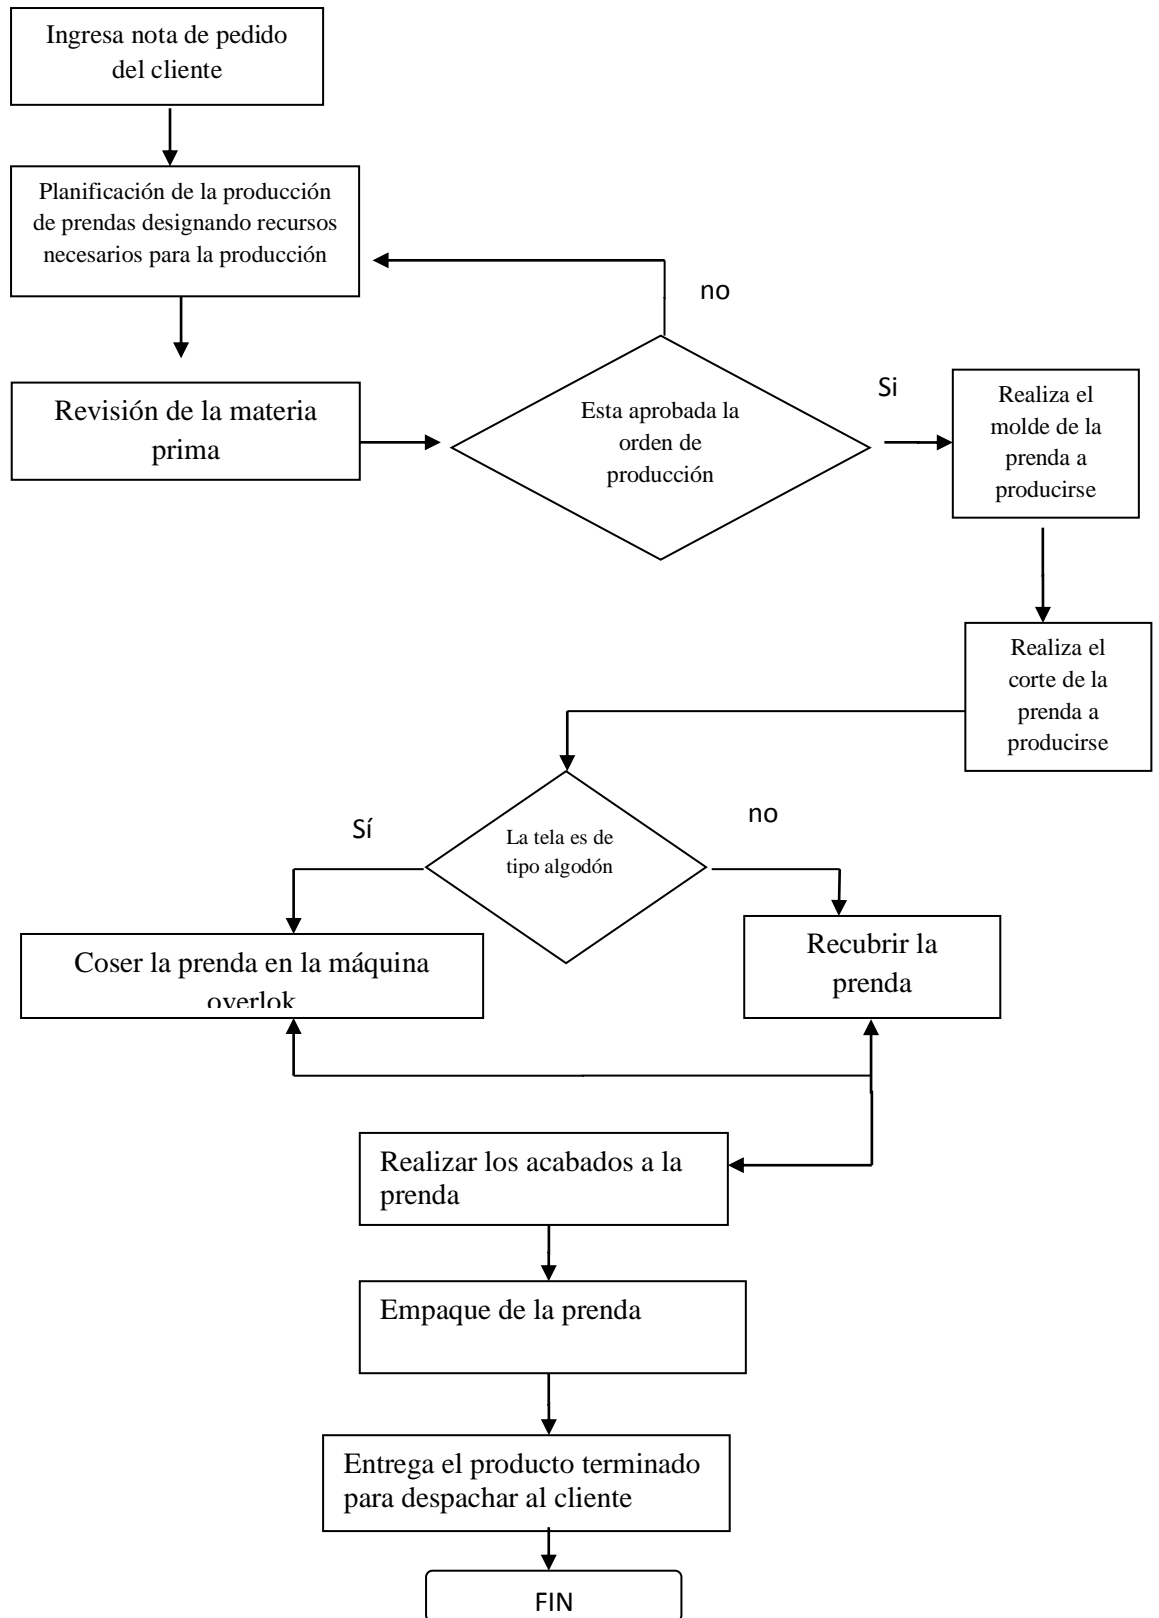 Ingresa nota de pedido
del cliente
Planificación de la producción
de prendas designando recursos
necesarios para la producción
no
Revisión de la materia
prima
Esta aprobada la
orden de
producción
Si
Realiza el
molde de la
prenda a
producirse
Realiza el
corte de la
prenda a
producirse
Sí
La tela es de
tipo algodón
no
Coser la prenda en la máquina
overlok
Recubrir la
prenda
Realizar los acabados a la
prenda
Empaque de la prenda
Entrega el producto terminado
para despachar al cliente
FIN